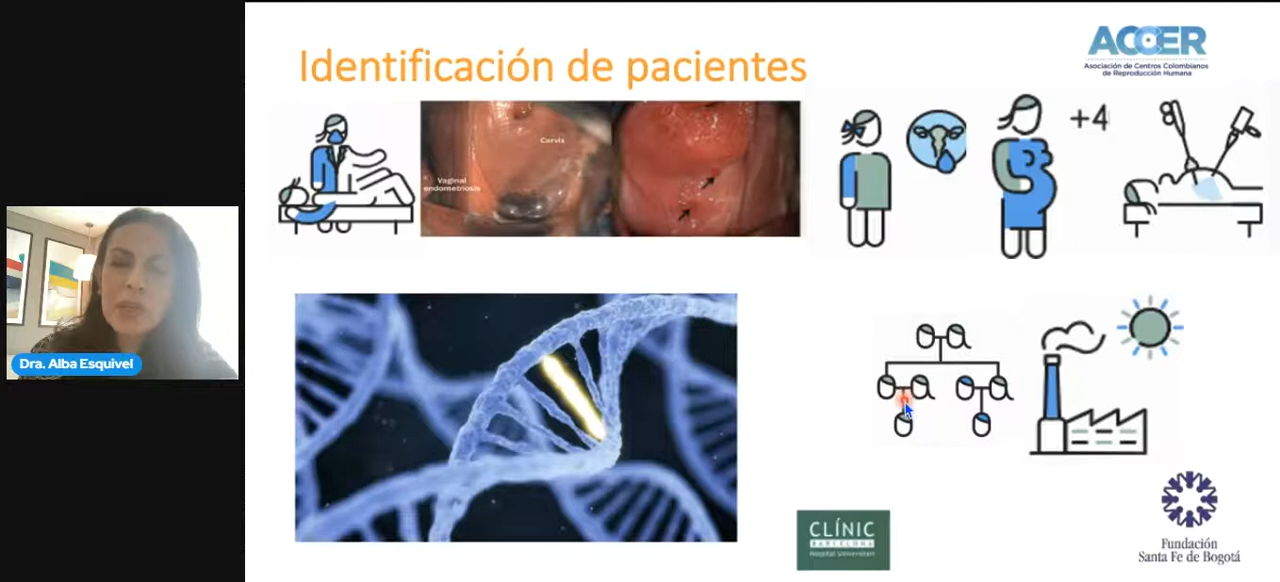 Identificación de pacientes
ACCER
Asociación de Centros Colombianos
de Reproducción Humana
Cervix
Vaginal
endometriosis
+4
Dra. Alba Esquivel
CLÍNIC
BARCELONA
Hospital Universitari
Fundación
Santa Fe de Bogotá